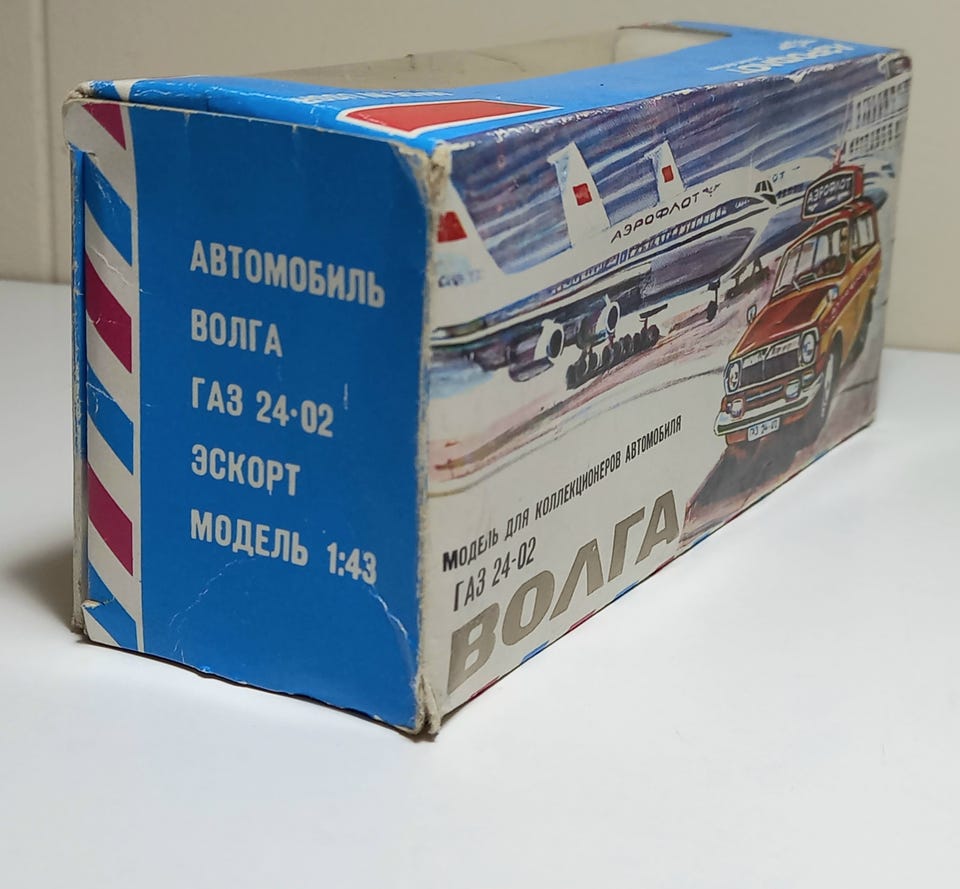 АВТОМОБИЛЬ
ВОЛГА
ГАЗ 24-02
ЭСКОРТ
МОДЕЛЬ 1:43
АЭРОФЛОТ
АЭРОФЛОТ
АЭРОФЛОТ
МОДЕЛЬ ДЛЯ КОЛЛЕКЦИОНЕРОВ АВТОМОБИЛЯ
ГАЗ 24-02
ВОЛГА